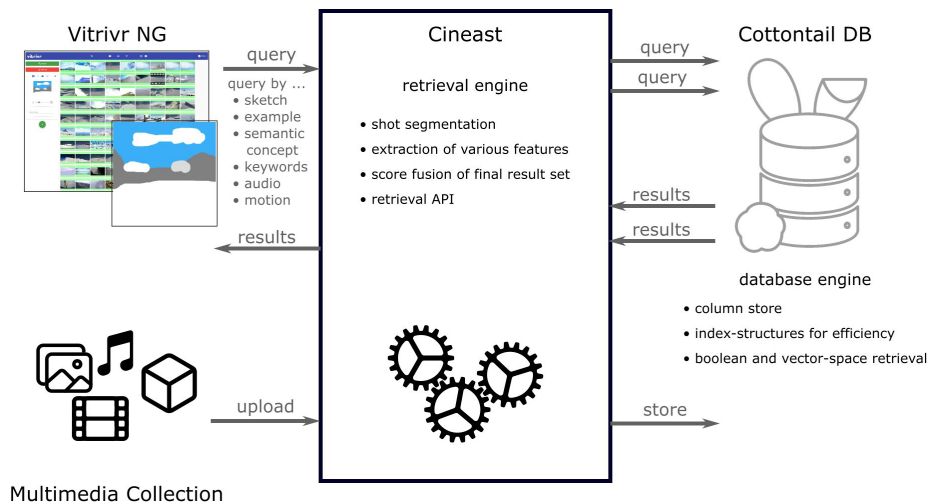 Vitrivr NG
vitrivr
query
query by ...
• sketch
• example
• semantic
concept
• keywords
• audio
• motion
results
upload
Multimedia Collection
Cineast
retrieval engine
• shot segmentation
• extraction of various features
• score fusion of final result set
• retrieval API
query
query
results
results
store
Cottontail DB
database engine
• column store
• index-structures for efficiency
• boolean and vector-space retrieval